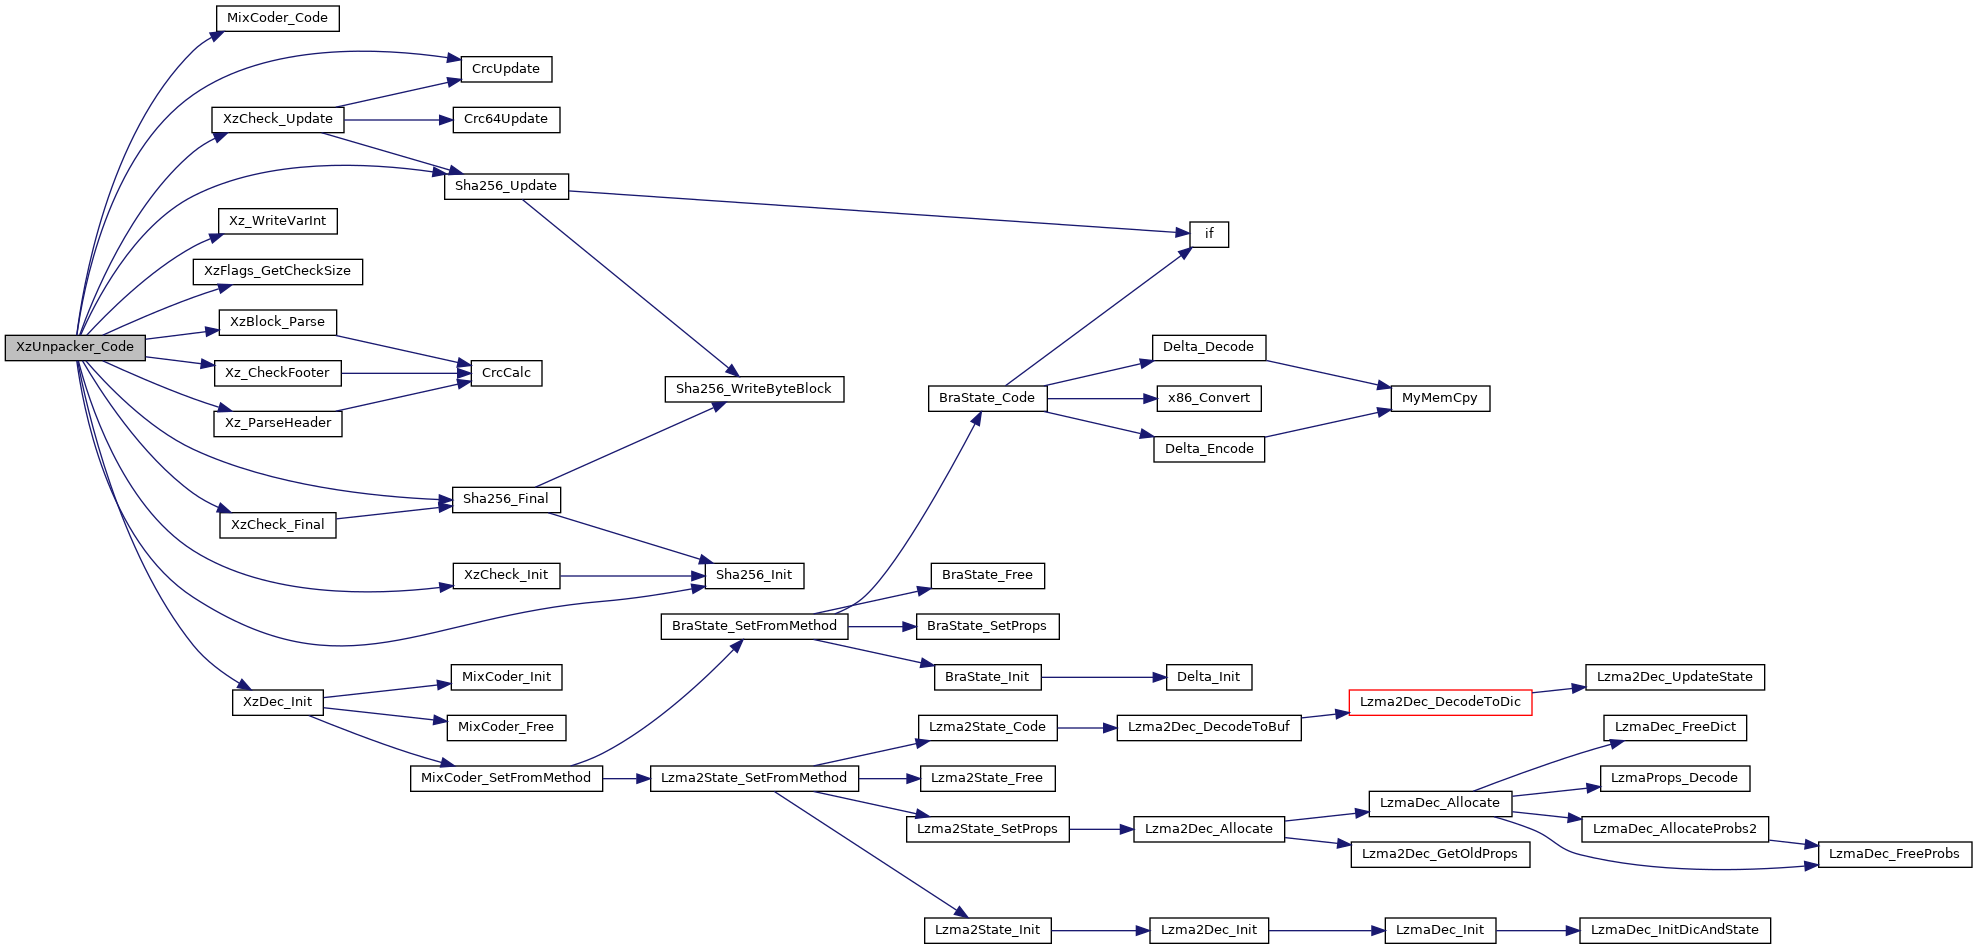 MixCoder_Code
CrcUpdate
XzCheck_Update
Crc64Update
Sha256_Update
Xz_WriteVarInt
if
XzFlags_GetCheckSize
XzBlock_Parse
XzUnpacker_Code
Delta_Decode
Xz_CheckFooter
CrcCalc
Sha256_WriteByteBlock
BraState_Code
x86_Convert
MyMemCpy
Xz_ParseHeader
Delta_Encode
Sha256_Final
XzCheck_Final
XzCheck_Init
Sha256_Init
BraState_Free
BraState_SetFromMethod
BraState_SetProps
MixCoder_Init
BraState_Init
Delta_Init
Lzma2Dec_UpdateState
XzDec_Init
Lzma2Dec_DecodeToDic
MixCoder_Free
Lzma2State_Code
Lzma2Dec_DecodeToBuf
LzmaDec_FreeDict
MixCoder_SetFromMethod
Lzma2State_SetFromMethod
Lzma2State_Free
LzmaProps_Decode
LzmaDec_Allocate
Lzma2State_SetProps
Lzma2Dec_Allocate
LzmaDec_AllocateProbs2
Lzma2Dec_GetOldProps
LzmaDec_FreeProbs
Lzma2State_Init
Lzma2Dec_Init
LzmaDec_Init
LzmaDec_InitDicAndState